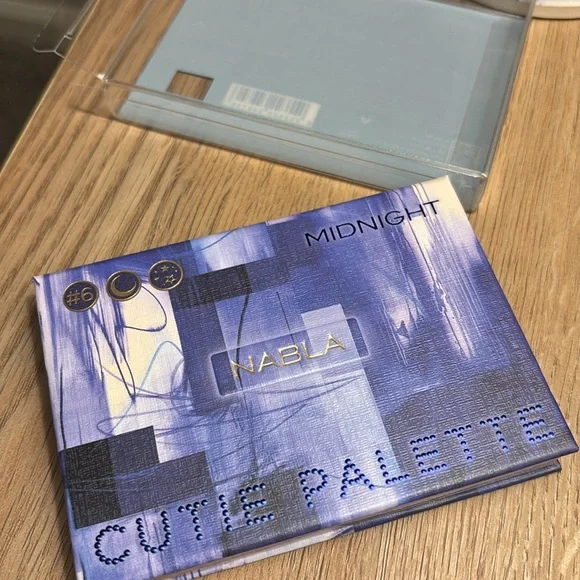 MIDNIGHT
#6
NABLA
CUTIE PALETTE